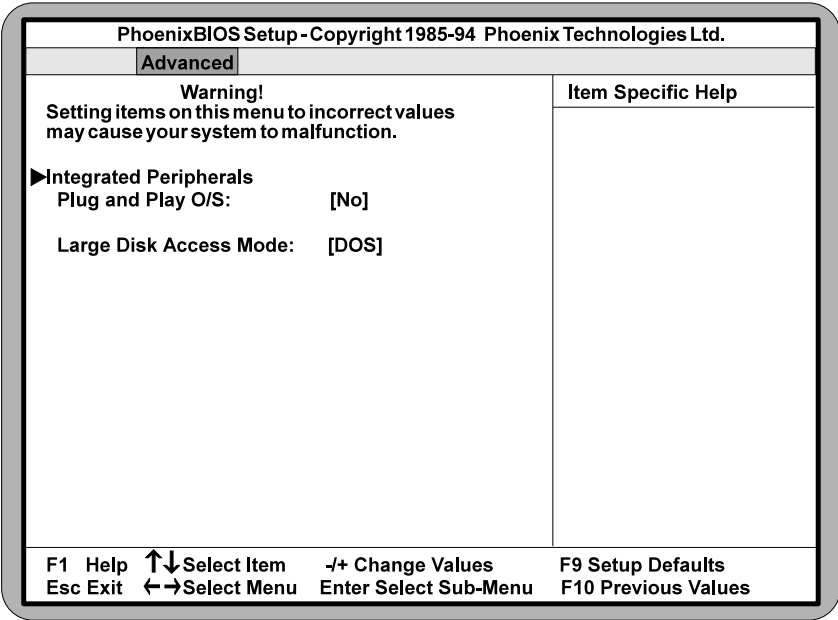 PhoenixBIOS Setup - Copyright 1985-94 Phoenix Technologies Ltd.
Advanced
Warning!
Setting items on this menu to incorrect values
may cause your system to malfunction.
Item Specific Help
▶Integrated Peripherals
Plug and Play O/S: [No]
Large Disk Access Mode: [DOS]
F1 Help ↑↓Select Item -/+ Change Values F9 Setup Defaults
Esc Exit ←→Select Menu Enter Select Sub-Menu F10 Previous Values